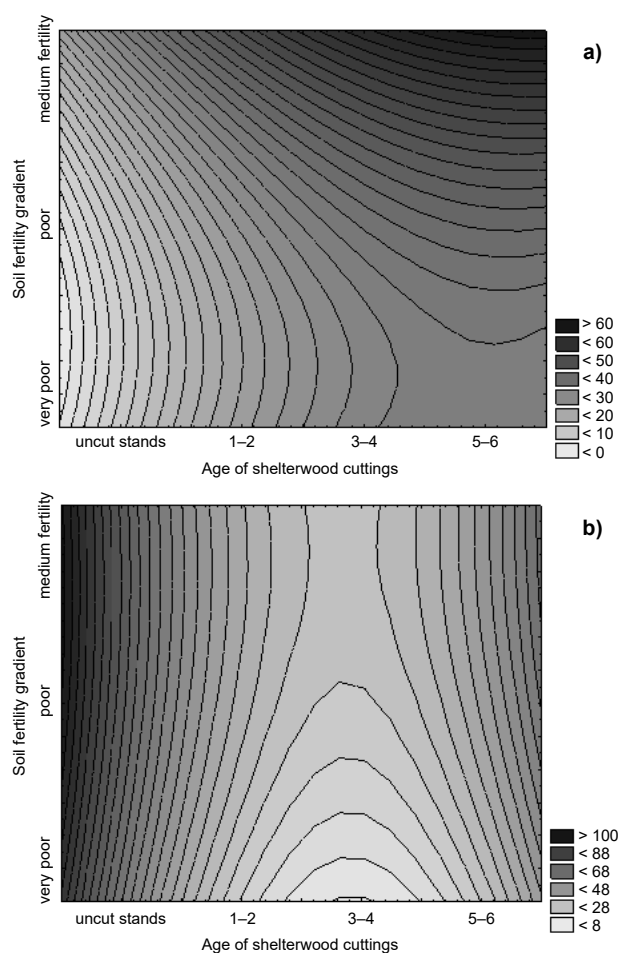 a)
medium fertility
poor
very poor
Soil fertility gradient
> 60
< 60
< 50
< 40
< 30
< 20
< 10
< 0
uncut stands 1–2 3–4 5–6
Age of shelterwood cuttings
b)
medium fertility
poor
very poor
Soil fertility gradient
> 100
< 88
< 68
< 48
< 28
< 8
uncut stands 1–2 3–4 5–6
Age of shelterwood cuttings